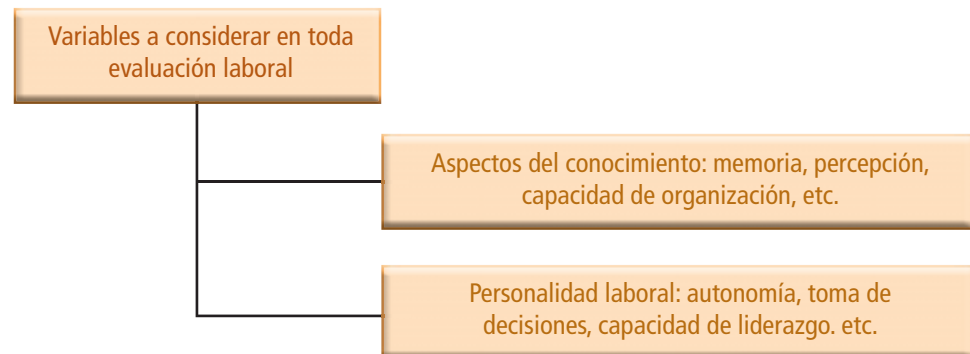 Variables a considerar en toda
evaluación laboral
Aspectos del conocimiento: memoria, percepción,
capacidad de organización, etc.
Personalidad laboral: autonomía, toma de
decisiones, capacidad de liderazgo. etc.